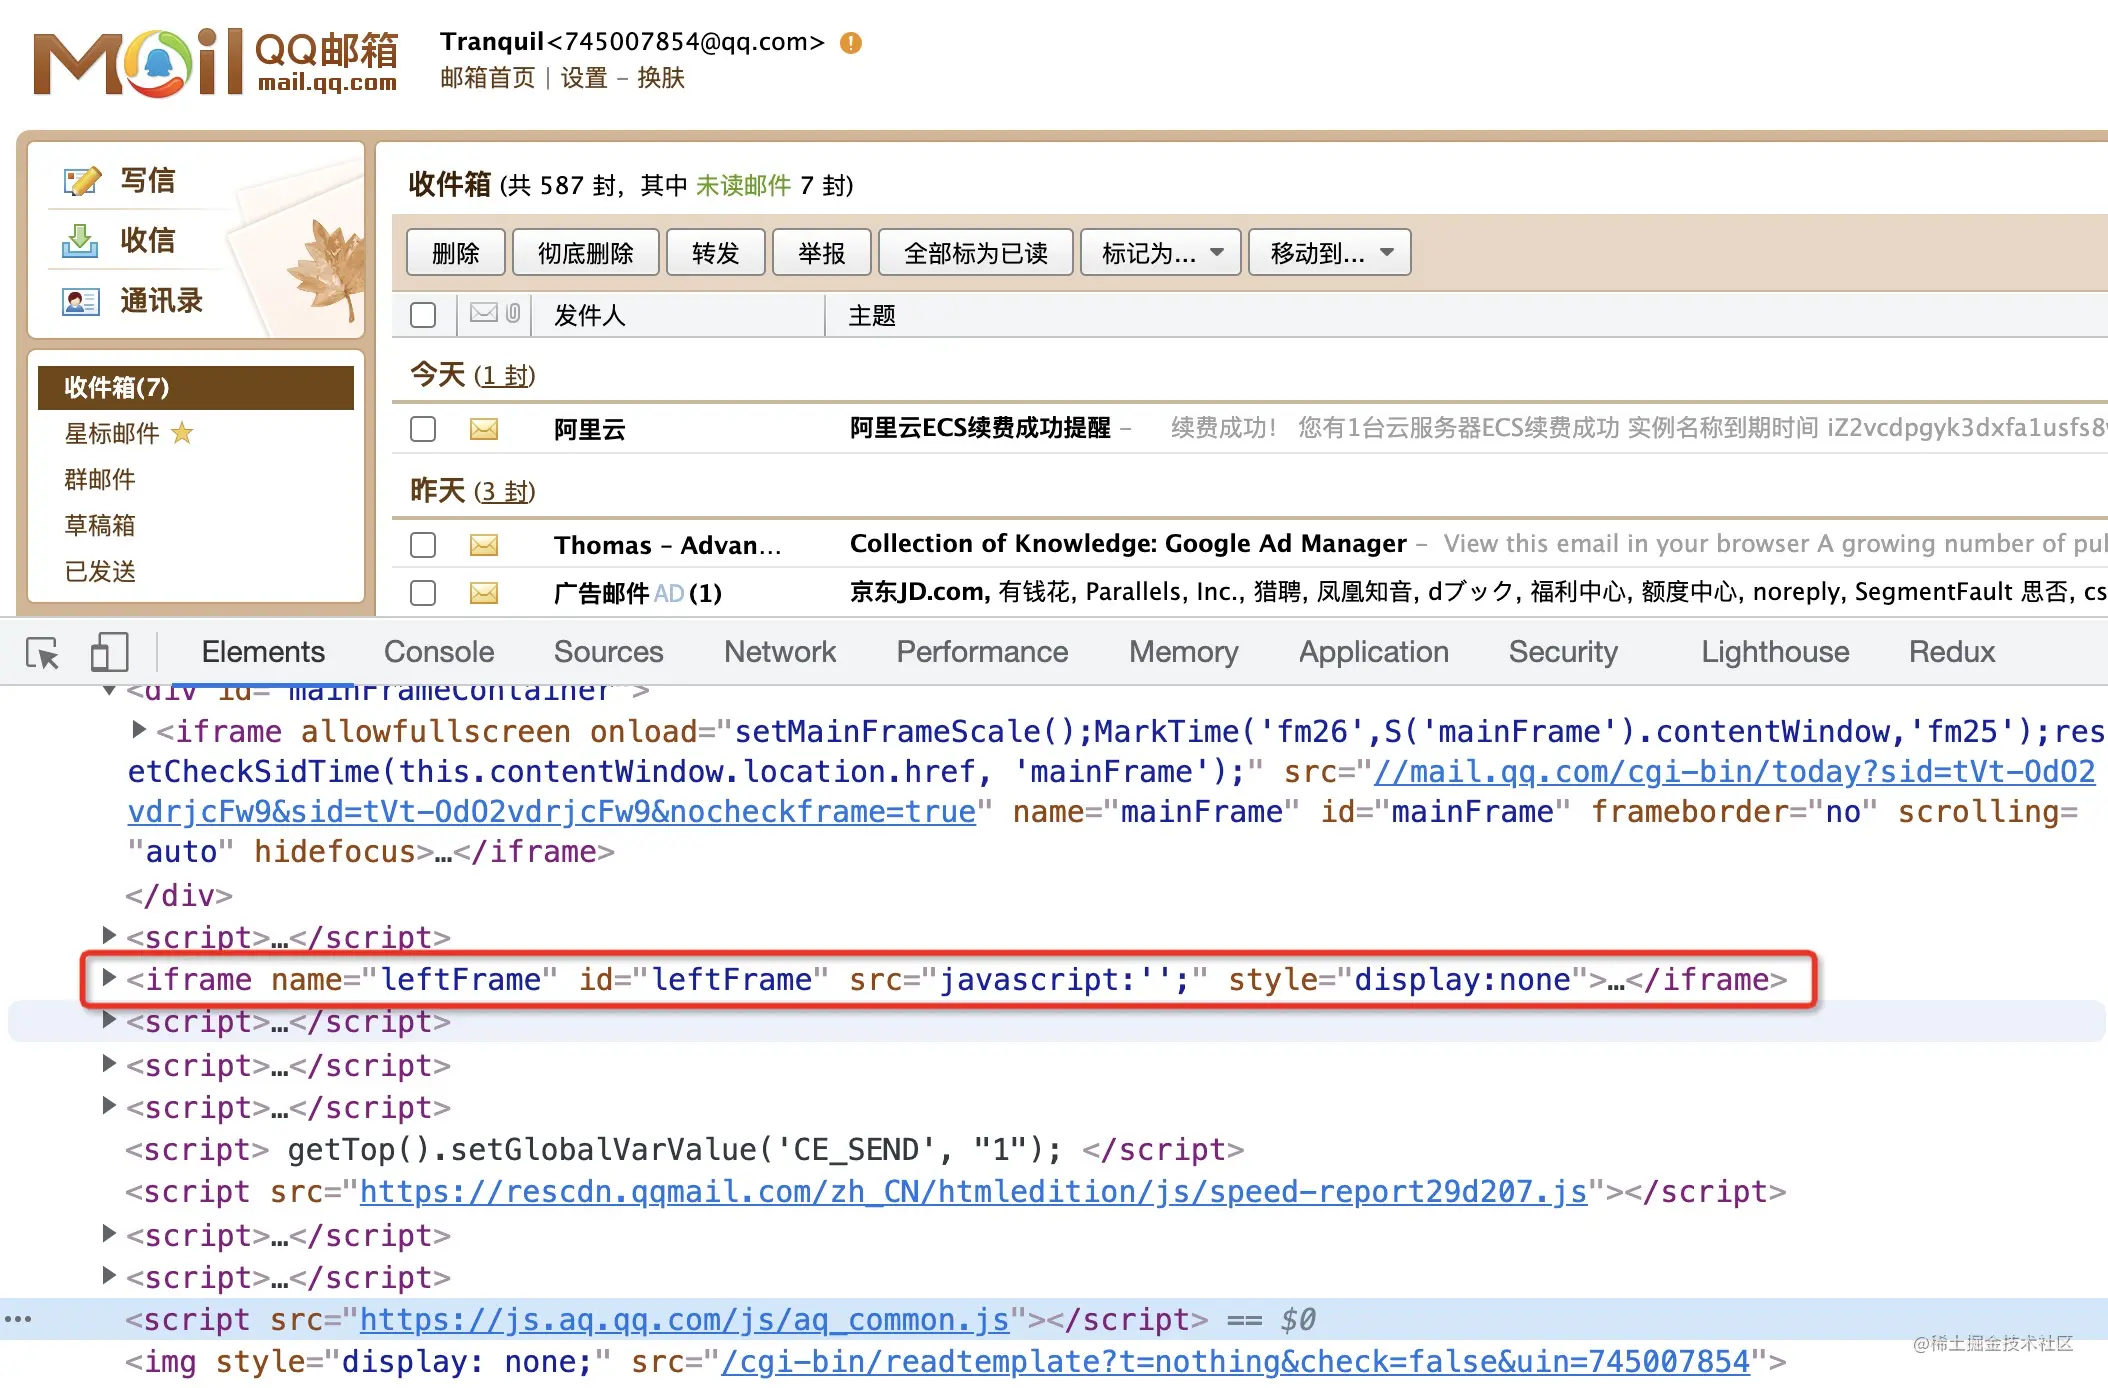 Mail QQ邮箱
mail.qq.com
Tranquil<745007854@qq.com>
邮箱首页 | 设置 - 换肤
写信
收信
通讯录
收件箱(7)
星标邮件
群邮件
草稿箱
已发送
收件箱 (共 587 封, 其中 未读邮件 7 封)
删除 彻底删除 转发 举报 全部标为已读 标记为... 移动到...
发件人 主题
今天 (1 封)
阿里云 阿里云ECS续费成功提醒 - 续费成功! 您有1台云服务器ECS续费成功 实例名称到期时间 iZ2vcdpgyk3dxfa1usfs8
昨天 (3 封)
Thomas - Advan... Collection of Knowledge: Google Ad Manager - View this email in your browser A growing number of pul
广告邮件 AD (1) 京东JD.com, 有钱花, Parallels, Inc., 猎聘, 凤凰知音, dブック, 福利中心, 额度中心, noreply, SegmentFault 思否, cs
Elements Console Sources Network Performance Memory Application Security Lighthouse Redux
<div id="mainFrameContainer">
<iframe allowfullscreen onload="setMainFrameScale();MarkTime('fm26',S('mainFrame').contentWindow,'fm25');res
etCheckSidTime(this.contentWindow.location.href, 'mainFrame');" src="//mail.qq.com/cgi-bin/today?sid=tVt-OdO2
vdrjcFw9&sid=tVt-OdO2vdrjcFw9&nocheckframe=true" name="mainFrame" id="mainFrame" frameborder="no" scrolling=
"auto" hidefocus>…</iframe>
</div>
<script>…</script>
<iframe name="leftFrame" id="leftFrame" src="javascript:'';" style="display:none">…</iframe>
<script>…</script>
<script>…</script>
<script>…</script>
<script> getTop().setGlobalVarValue('CE_SEND', "1"); </script>
<script src="https://rescdn.qqmail.com/zh_CN/htmledition/js/speed-report29d207.js"></script>
<script>…</script>
<script>…</script>
<script src="https://js.aq.qq.com/js/aq_common.js"></script> == $0
<img style="display: none;" src="/cgi-bin/readtemplate?t=nothing&check=false&uin=745007854">
@稀土掘金技术社区